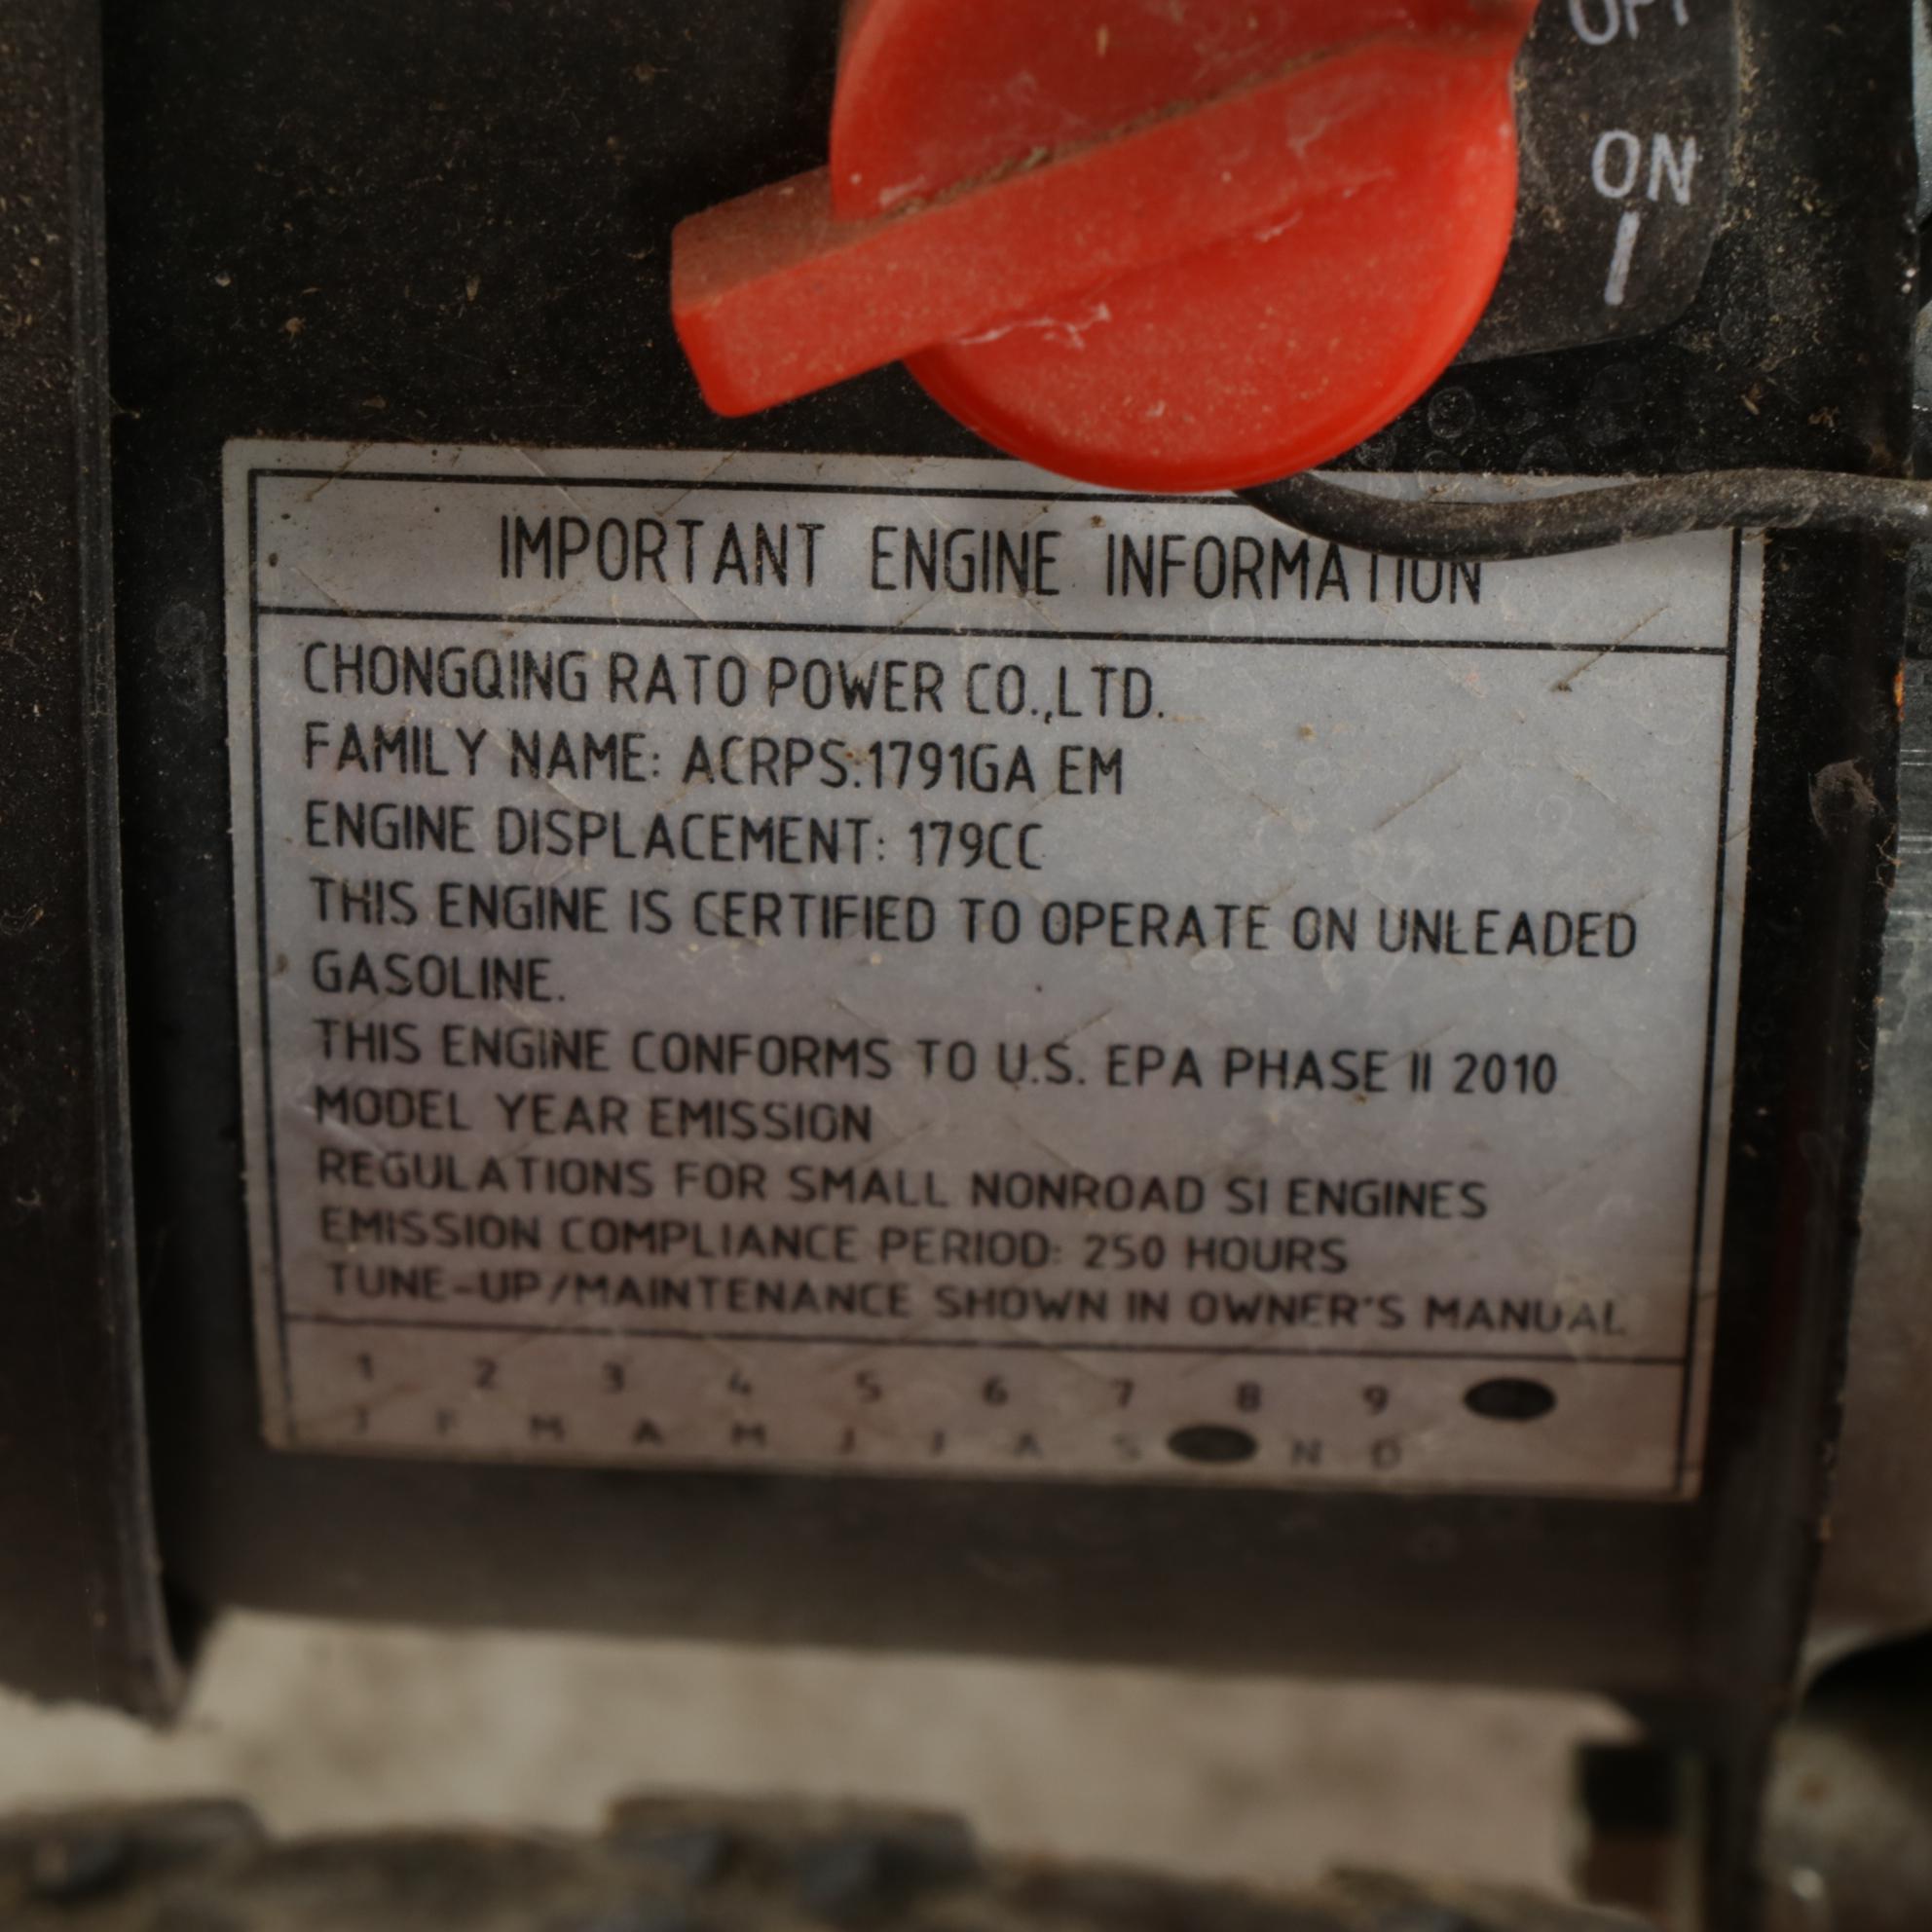 OFF
ON
IMPORTANT ENGINE INFORMATION
CHONGQING RATO POWER CO.,LTD.
FAMILY NAME: ACRPS.1791GA EM
ENGINE DISPLACEMENT: 179CC
THIS ENGINE IS CERTIFIED TO OPERATE ON UNLEADED
GASOLINE.
THIS ENGINE CONFORMS TO U.S. EPA PHASE II 2010
MODEL YEAR EMISSION
REGULATIONS FOR SMALL NONROAD SI ENGINES
EMISSION COMPLIANCE PERIOD: 250 HOURS
TUNE-UP/MAINTENANCE SHOWN IN OWNER'S MANUAL
1 2 3 4 5 6 7 8 9
J F M A M J J A S N D